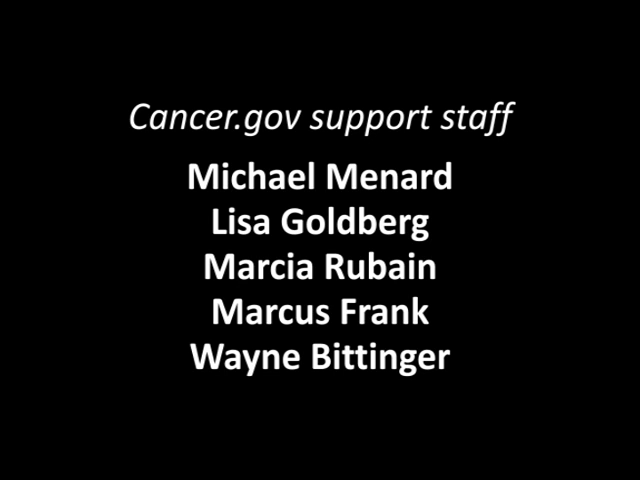 Cancer.gov support staff
Michael Menard
Lisa Goldberg
Marcia Rubain
Marcus Frank
Wayne Bittinger